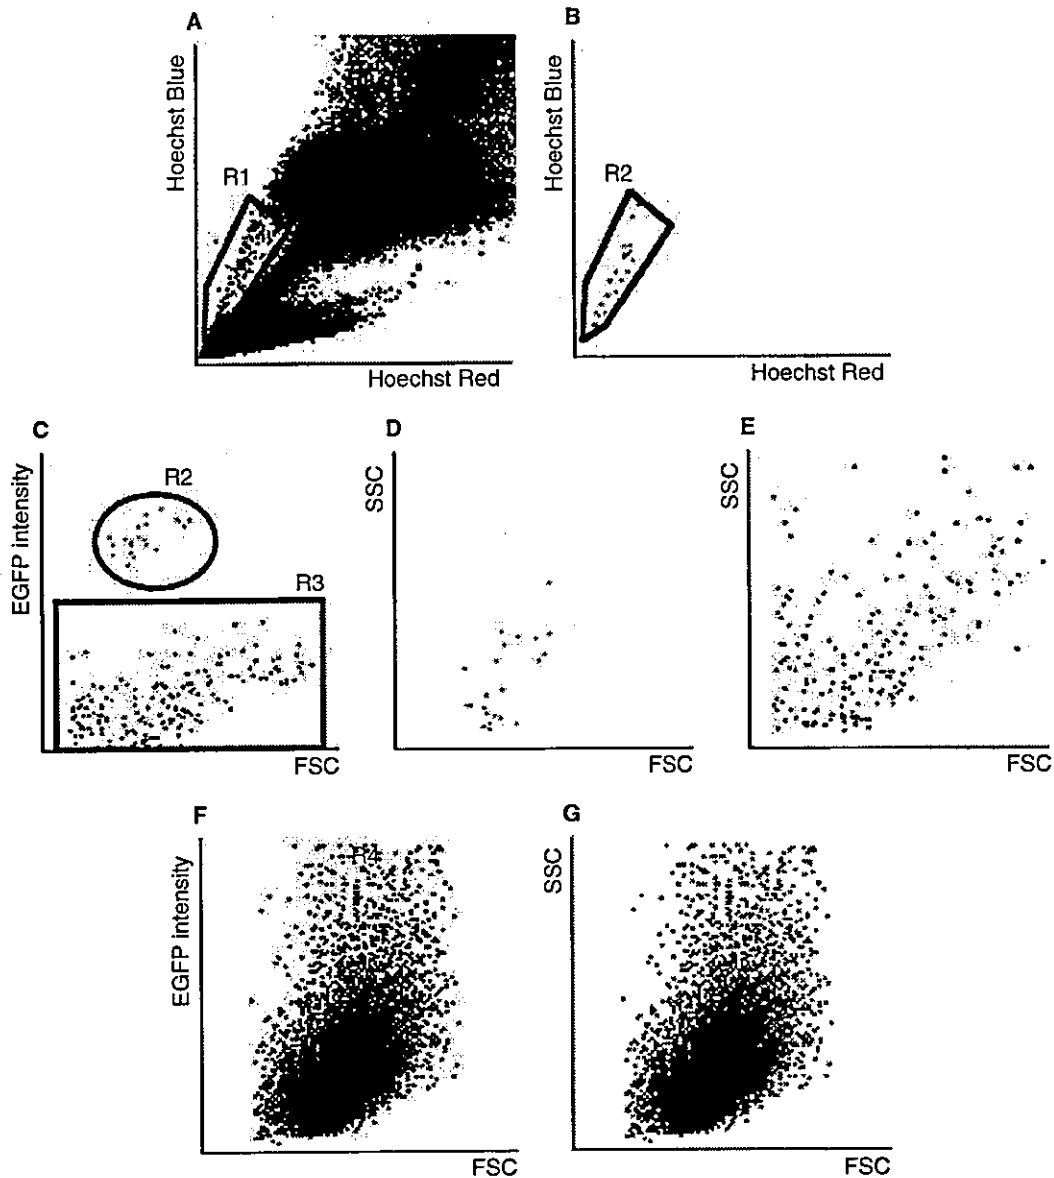 A
Hoechst Blue
R1
Hoechst Red
B
Hoechst Blue
R2
Hoechst Red
C
EGFP intensity
R2
R3
FSC
D
SSC
FSC
E
SSC
FSC
F
EGFP intensity
R4
FSC
G
SSC
FSC